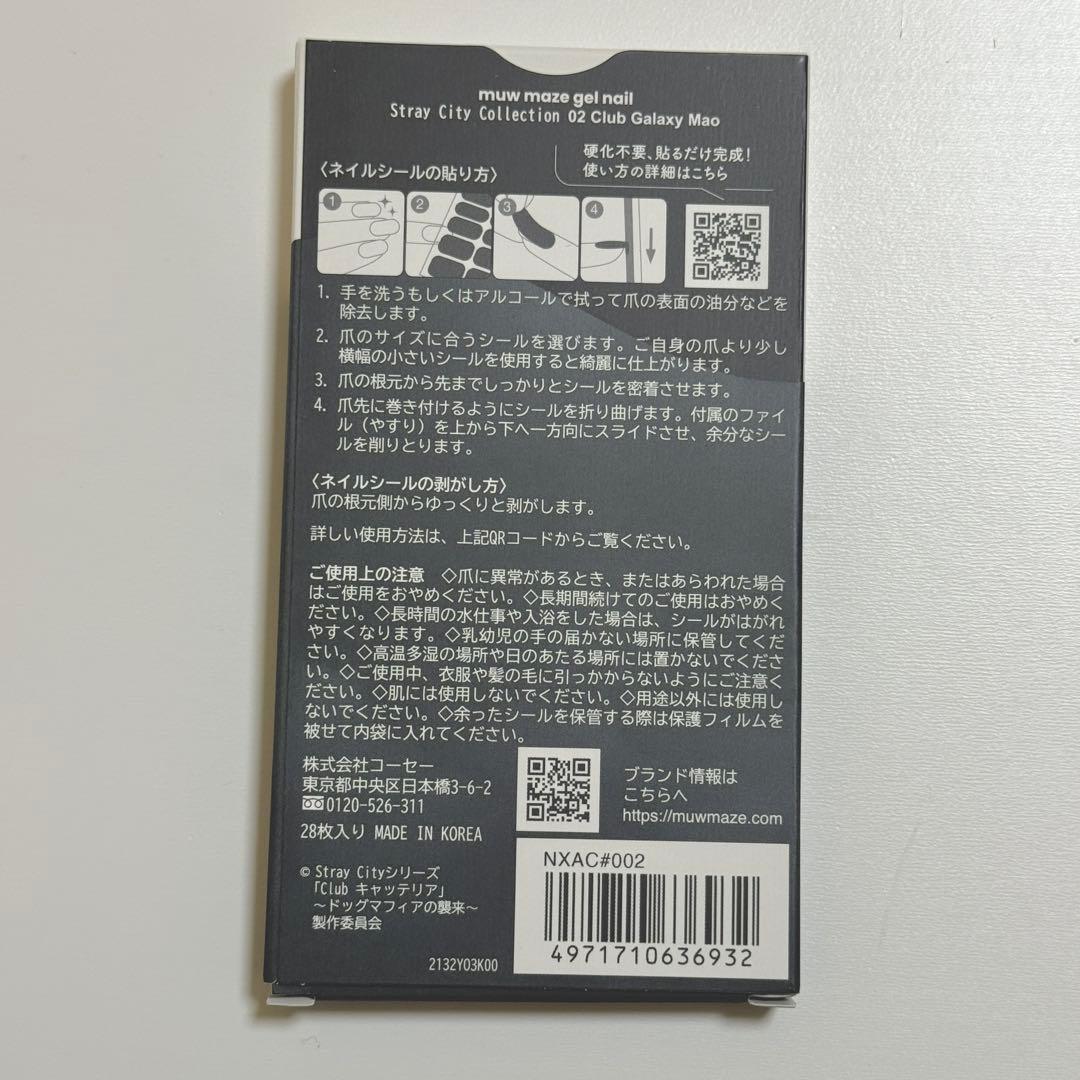 muw maze gel nail
Stray City Collection 02 Club Galaxy Mao
硬化不要、貼るだけ完成!
使い方の詳細はこちら
〈ネイルシールの貼り方〉
1 2 3 4
1. 手を洗うもしくはアルコールで拭って爪の表面の油分などを
除去します。
2. 爪のサイズに合うシールを選びます。ご自身の爪より少し
横幅の小さいシールを使用すると綺麗に仕上がります。
3. 爪の根元から先までしっかりとシールを密着させます。
4. 爪先に巻き付けるようにシールを折り曲げます。付属のファイ
ル（やすり）を上から下へ一方向にスライドさせ、余分なシー
ルを削りとります。
〈ネイルシールの剥がし方〉
爪の根元側からゆっくりと剥がします。
詳しい使用方法は、上記QRコードからご覧ください。
ご使用上の注意 ◇爪に異常があるとき、またはあらわれた場合
はご使用をおやめください。◇長期間続けてのご使用はおやめく
ださい。◇長時間の水仕事や入浴をした場合は、シールがはがれ
やすくなります。◇乳幼児の手の届かない場所に保管してくだ
さい。◇高温多湿の場所や日のあたる場所には置かないでくださ
い。◇ご使用中、衣服や髪の毛に引っかからないようにご注意く
ださい。◇肌には使用しないでください。◇用途以外には使用し
ないでください。◇余ったシールを保管する際は保護フィルムを
被せて内袋に入れてください。
株式会社コーセー
東京都中央区日本橋3-6-2
0120-526-311
28枚入り MADE IN KOREA
ブランド情報は
こちらへ
https://muwmaze.com
© Stray Cityシリーズ
「Club キャッテリア」
～ドッグマフィアの襲来～
製作委員会
2132Y03K00
NXAC#002
4971710636932